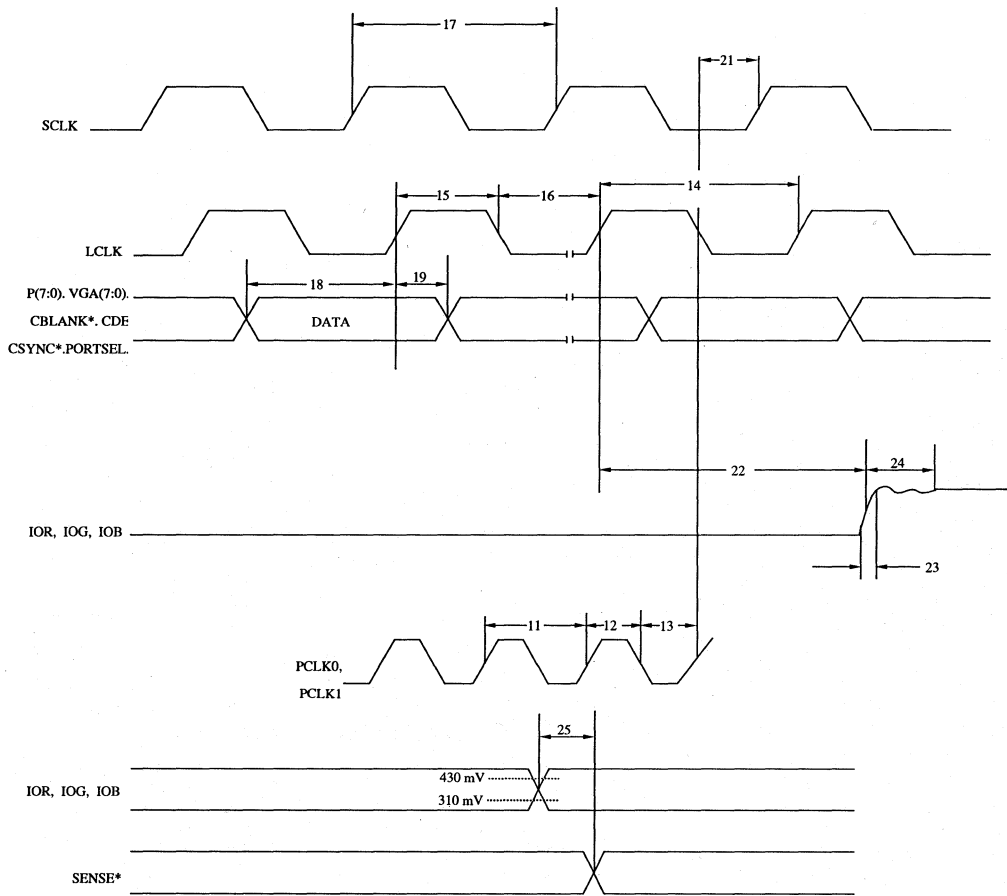 17
21
SCLK
15
16
14
LCLK
18
19
P(7:0). VGA(7:0).
CBLANK*. CDE
DATA
CSYNC*.PORTSEL.
22
24
IOR, IOG, IOB
23
11
12
13
PCLK0,
PCLK1
25
430 mV
IOR, IOG, IOB
310 mV
SENSE*